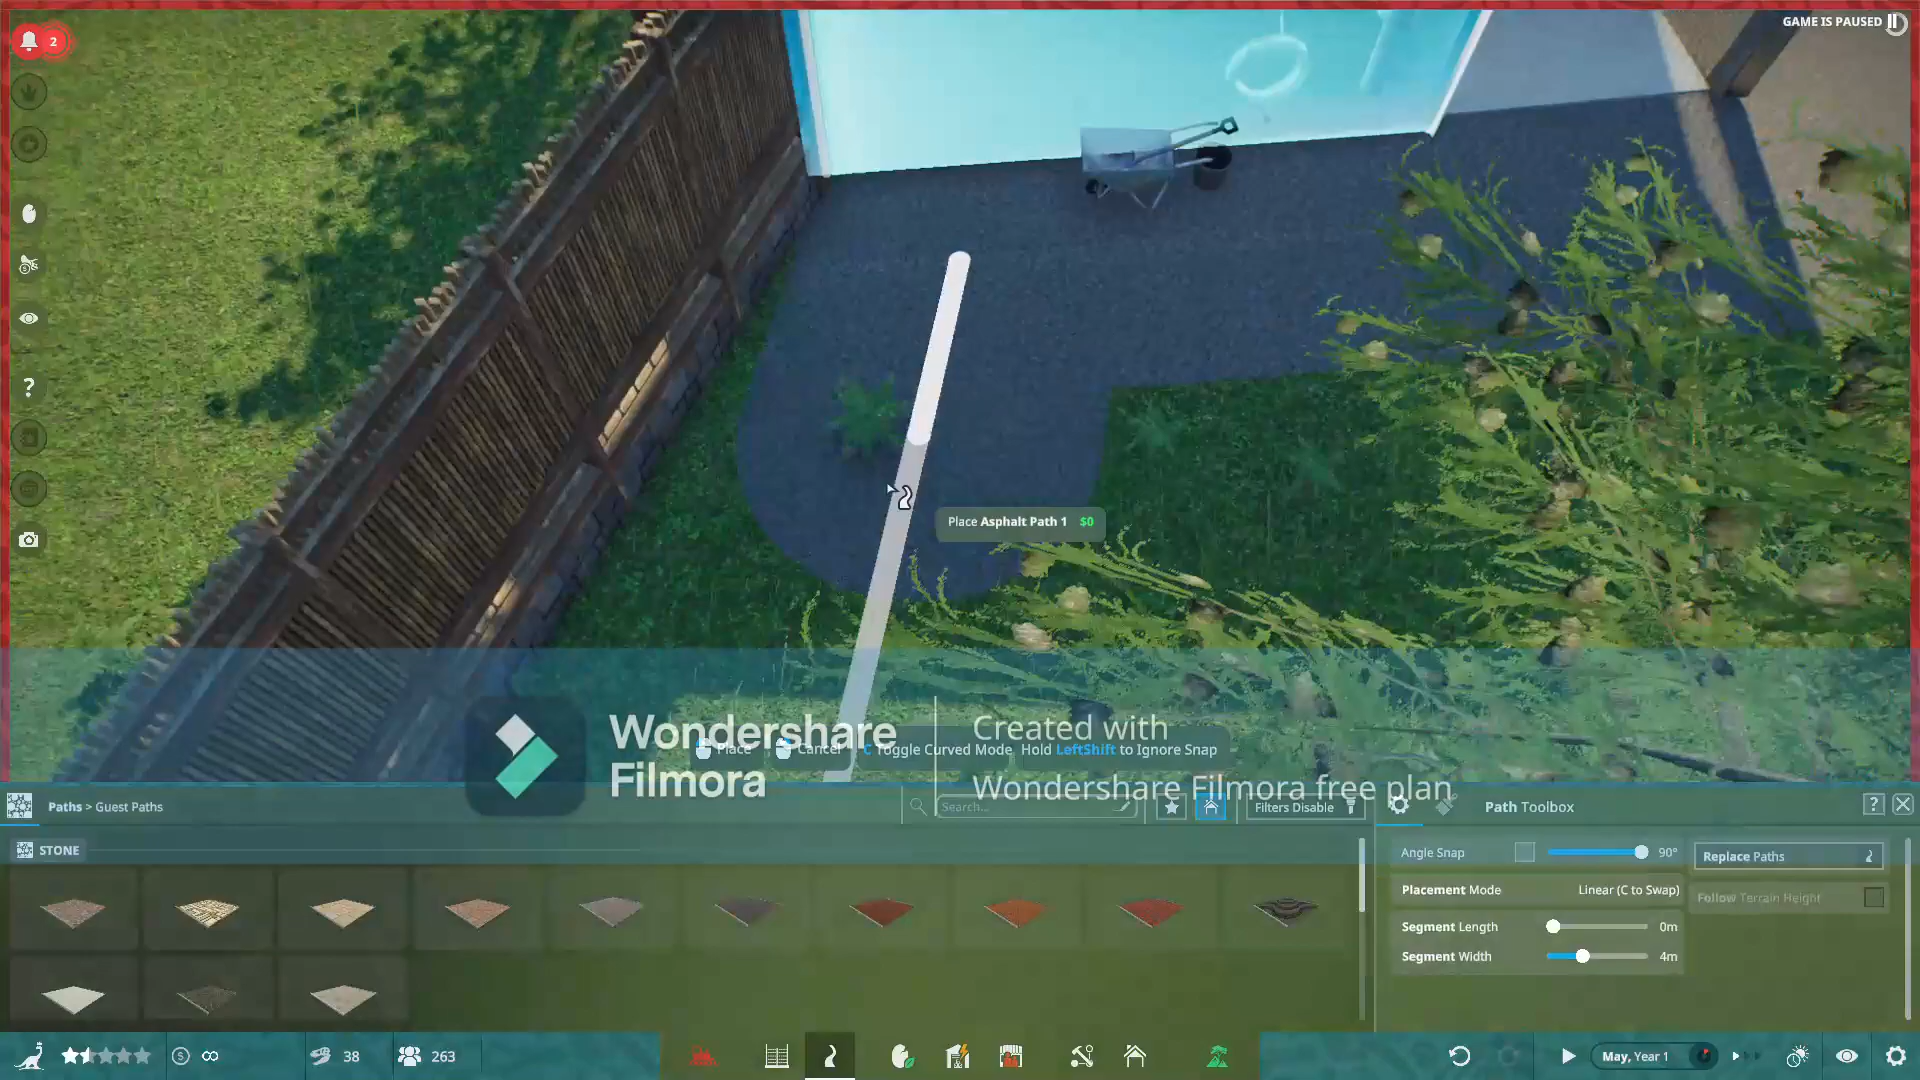 2
GAME IS PAUSED
?
Place Asphalt Path 1 $0
Wondershare
Filmora
Created with
Wondershare Filmora free plan
Place Cancel C Toggle Curved Mode Hold LeftShift to Ignore Snap
Paths > Guest Paths
Search...
Filters Disable
Path Toolbox
?
STONE
Angle Snap 90°
Replace Paths
Placement Mode Linear (C to Swap)
Follow Terrain Height
Segment Length 0m
Segment Width 4m
∞
38
263
May, Year 1